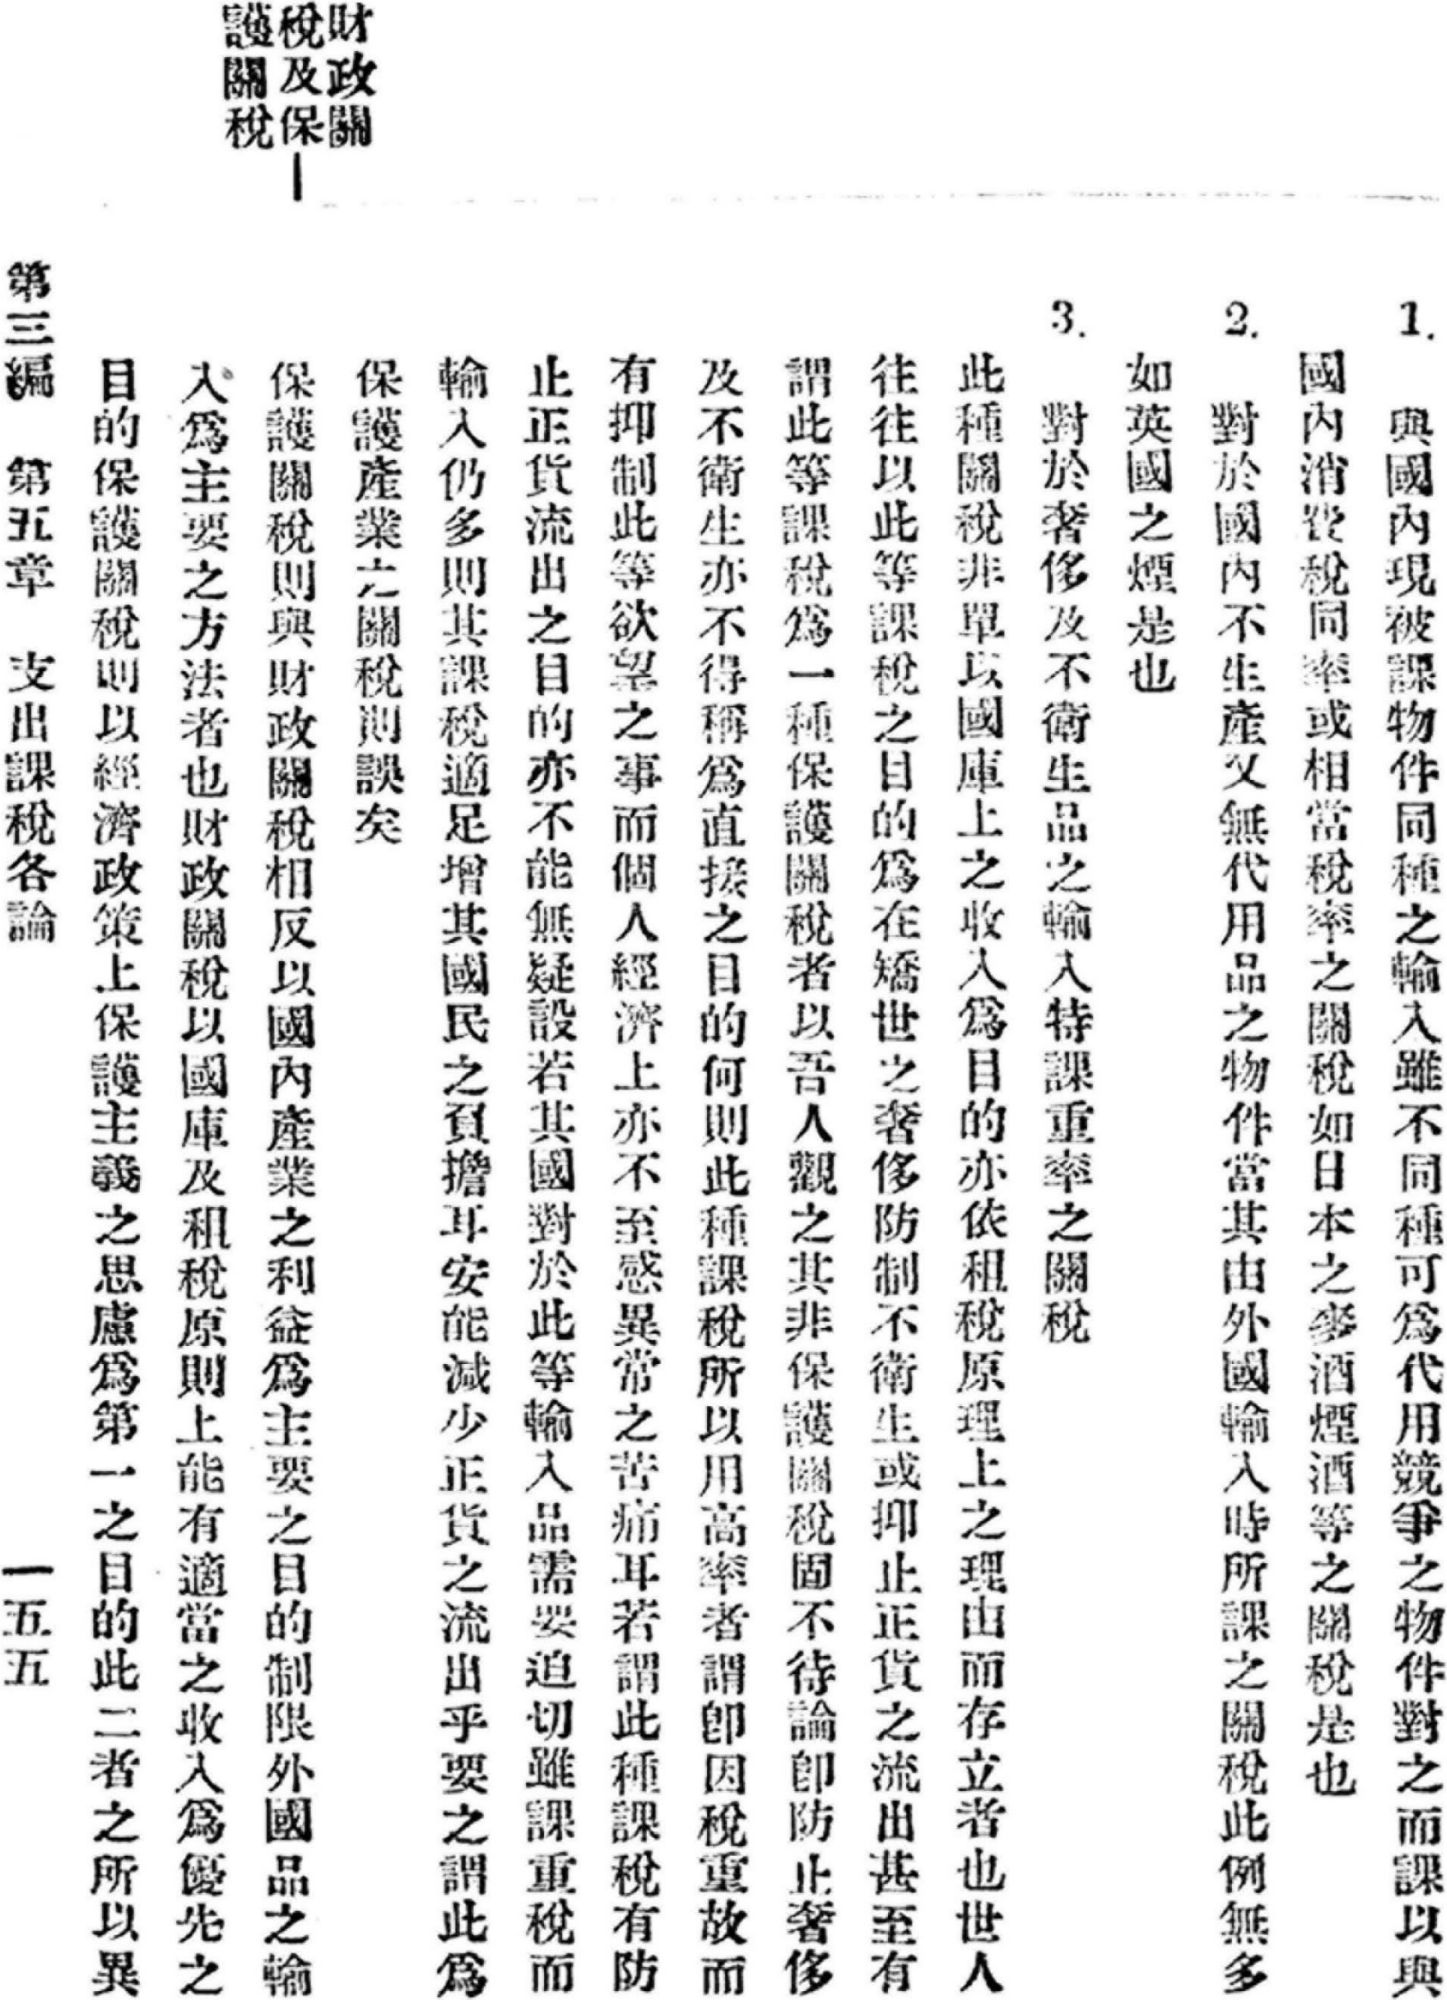 財政關
稅及保
護關稅
1. 與國內現被課物件同種之輸入雖不同種可爲代用競爭之物件對之而課以與
國內消費稅同率或相當稅率之關稅如日本之麥酒煙酒等之關稅是也
2. 對於國內不生產又無代用品之物件當其由外國輸入時所課之關稅此例無多
如英國之煙是也
3. 對於奢侈及不衛生品之輸入特課重率之關稅
此種關稅非單以國庫上之收入爲目的亦依租稅原理上之理由而存立者也世人
往往以此等課稅之目的爲在矯世之奢侈防制不衛生或抑止正貨之流出甚至有
謂此等課稅爲一種保護關稅者以吾人觀之其非保護關稅固不待論卽防止奢侈
及不衛生亦不得稱爲直接之目的何則此種課稅所以用高率者謂卽因稅重故而
有抑制此等欲望之事而個人經濟上亦不至感異常之苦痛耳若謂此種課稅有防
止正貨流出之目的亦不能無疑設若其國對於此等輸入品需要迫切雖課重稅而
輸入仍多則其課稅適足增其國民之負擔耳安能減少正貨之流出乎要之謂此爲
保護產業之關稅則誤矣
保護關稅則與財政關稅相反以國內產業之利益爲主要之目的制限外國品之輸
入爲主要之方法者也財政關稅以國庫及租稅原則上能有適當之收入爲優先之
目的保護關稅則以經濟政策上保護主義之思慮爲第一之目的此二者之所以異
第三編 第五章 支出課稅各論 一五五